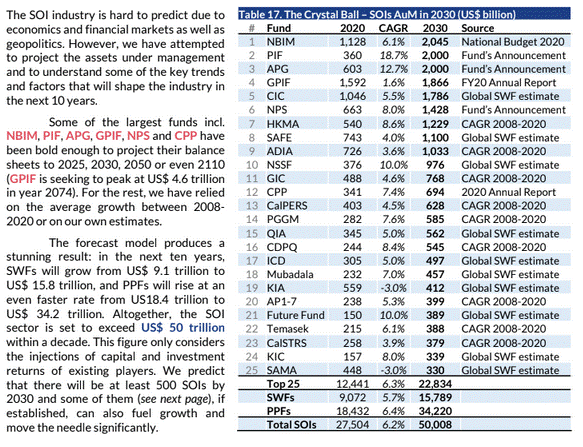 The SOI industry is hard to predict due to
economics and financial markets as well as
geopolitics. However, we have attempted
to project the assets under management
and to understand some of the key trends
and factors that will shape the industry in
the next 10 years.
Some of the largest funds incl.
NBIM, PIF, APG, GPIF, NPS and CPP have
been bold enough to project their balance
sheets to 2025, 2030, 2050 or even 2110
(GPIF is seeking to peak at US$ 4.6 trillion
in year 2074). For the rest, we have relied
on the average growth between 2008-
2020 or on our own estimates.
The forecast model produces a
stunning result: in the next ten years,
SWFs will grow from US$ 9.1 trillion to
US$ 15.8 trillion, and PPFs will rise at an
even faster rate from US18.4 trillion to
US$ 34.2 trillion. Altogether, the SOI
sector is set to exceed US$ 50 trillion
within a decade. This figure only considers
the injections of capital and investment
returns of existing players. We predict
that there will be at least 500 SOIs by
2030 and some of them (see next page), if
established, can also fuel growth and
move the needle significantly.
Table 17. The Crystal Ball – SOIs AuM in 2030 (US$ billion)
# Fund 2020 CAGR 2030 Source
1 NBIM 1,128 6.1% 2,045 National Budget 2020
2 PIF 360 18.7% 2,000 Fund's Announcement
3 APG 603 12.7% 2,000 Fund's Announcement
4 GPIF 1,592 1.6% 1,866 FY20 Annual Report
5 CIC 1,046 5.5% 1,786 Global SWF estimate
6 NPS 663 8.0% 1,428 Fund's Announcement
7 HKMA 540 8.6% 1,229 CAGR 2008-2020
8 SAFE 743 4.0% 1,100 Global SWF estimate
9 ADIA 726 3.6% 1,033 CAGR 2008-2020
10 NSSF 376 10.0% 976 Global SWF estimate
11 GIC 488 4.6% 768 CAGR 2008-2020
12 CPP 341 7.4% 694 2020 Annual Report
13 CalPERS 403 4.5% 628 CAGR 2008-2020
14 PGGM 282 7.6% 585 CAGR 2008-2020
15 QIA 345 5.0% 562 Global SWF estimate
16 CDPQ 244 8.4% 545 CAGR 2008-2020
17 ICD 305 5.0% 497 Global SWF estimate
18 Mubadala 232 7.0% 457 Global SWF estimate
19 KIA 559 -3.0% 412 Global SWF estimate
20 AP1-7 238 5.3% 399 CAGR 2008-2020
21 Future Fund 150 10.0% 389 Global SWF estimate
22 Temasek 215 6.1% 388 CAGR 2008-2020
23 CalSTRS 258 3.9% 379 CAGR 2008-2020
24 KIC 157 8.0% 339 Global SWF estimate
25 SAMA 448 -3.0% 330 Global SWF estimate
Top 25 12,441 6.3% 22,834
SWFs 9,072 5.7% 15,789
PPFs 18,432 6.4% 34,220
Total SOIs 27,504 6.2% 50,008